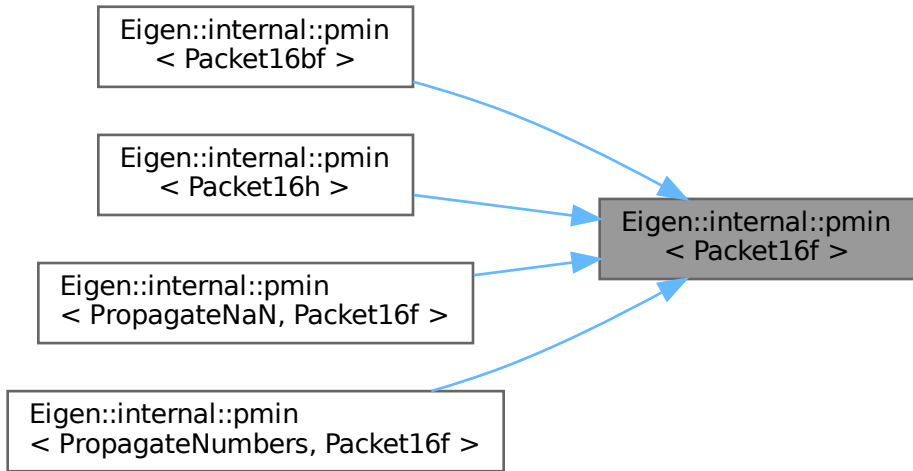 Eigen::internal::pmin
< Packet16bf >
Eigen::internal::pmin
< Packet16h >
Eigen::internal::pmin
< Packet16f >
Eigen::internal::pmin
< PropagateNaN, Packet16f >
Eigen::internal::pmin
< PropagateNumbers, Packet16f >